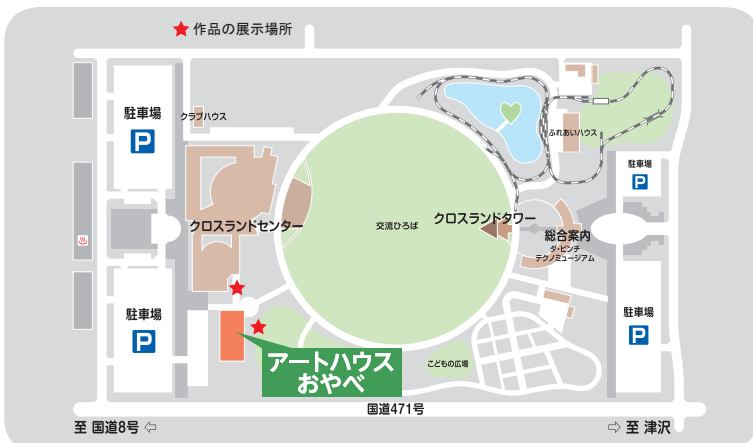 ★作品の展示場所
駐車場
P
クラブハウス
ふれあいハウス
駐車場
P
クロスランドセンター
交流ひろば
クロスランドタワー
総合案内
ダ・ビンチ
テクノミュージアム
駐車場
P
駐車場
P
アートハウス
おやべ
こどもの広場
国道471号
至 国道8号 ⇦
⇨ 至 津沢